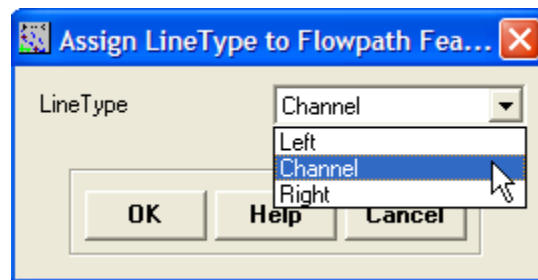 Assign LineType to Flowpath Fea...
LineType
Channel
Left
Channel
Right
OK
Help
Cancel